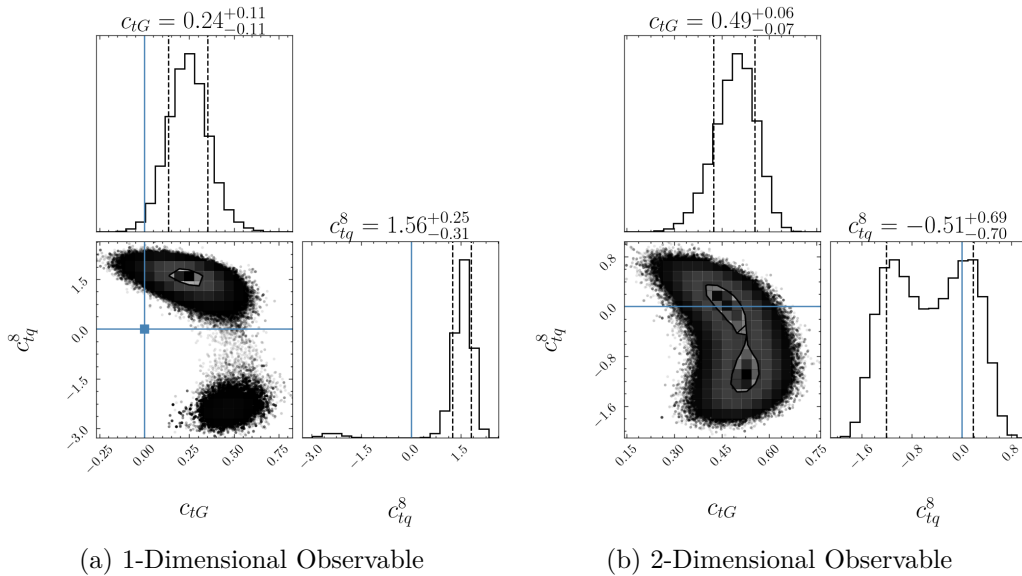 c_{tG} = 0.24^{+0.11}_{-0.11}
c_{tG} = 0.49^{+0.06}_{-0.07}
c^8_{tq} = 1.56^{+0.25}_{-0.31}
c^8_{tq} = −0.51^{+0.69}_{-0.70}
c^8_{tq}
1.5
0.0
−1.5
−3.0
c^8_{tq}
0.8
0.0
−0.8
−1.6
−0.25 0.00 0.25 0.50 0.75
−3.0 −1.5 0.0 1.5
0.15 0.30 0.45 0.60 0.75
−1.6 −0.8 0.0 0.8
c_{tG}
c^8_{tq}
c_{tG}
c^8_{tq}
(a) 1-Dimensional Observable
(b) 2-Dimensional Observable